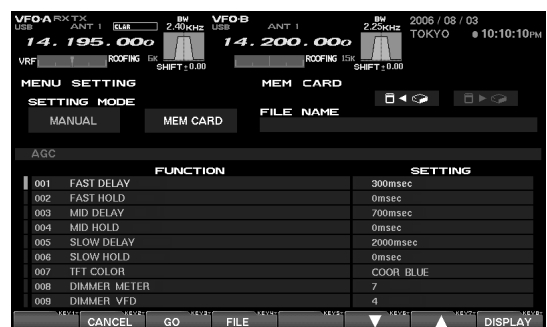 VFO-A RX TX BW VFO-B BW 2006 / 08 / 03
USB ANT 1 CLAR 2.40KHz USB ANT 1 2.25KHz TOKYO 10:10:10PM
14. 195. 000 14. 200. 000
VRF ROOFING 6K SHIFT ± 0.00 ROOFING 15K SHIFT ± 0.00
MENU SETTING MEM CARD
SETTING MODE
MANUAL MEM CARD FILE NAME
AGC
FUNCTION SETTING
001 FAST DELAY 300msec
002 FAST HOLD 0msec
003 MID DELAY 700msec
004 MID HOLD 0msec
005 SLOW DELAY 2000msec
006 SLOW HOLD 0msec
007 TFT COLOR COOR BLUE
008 DIMMER METER 7
009 DIMMER VFD 4
KEY1 KEY2 KEY3 KEY4 KEY5 KEY6 KEY7
CANCEL GO FILE DISPLAY